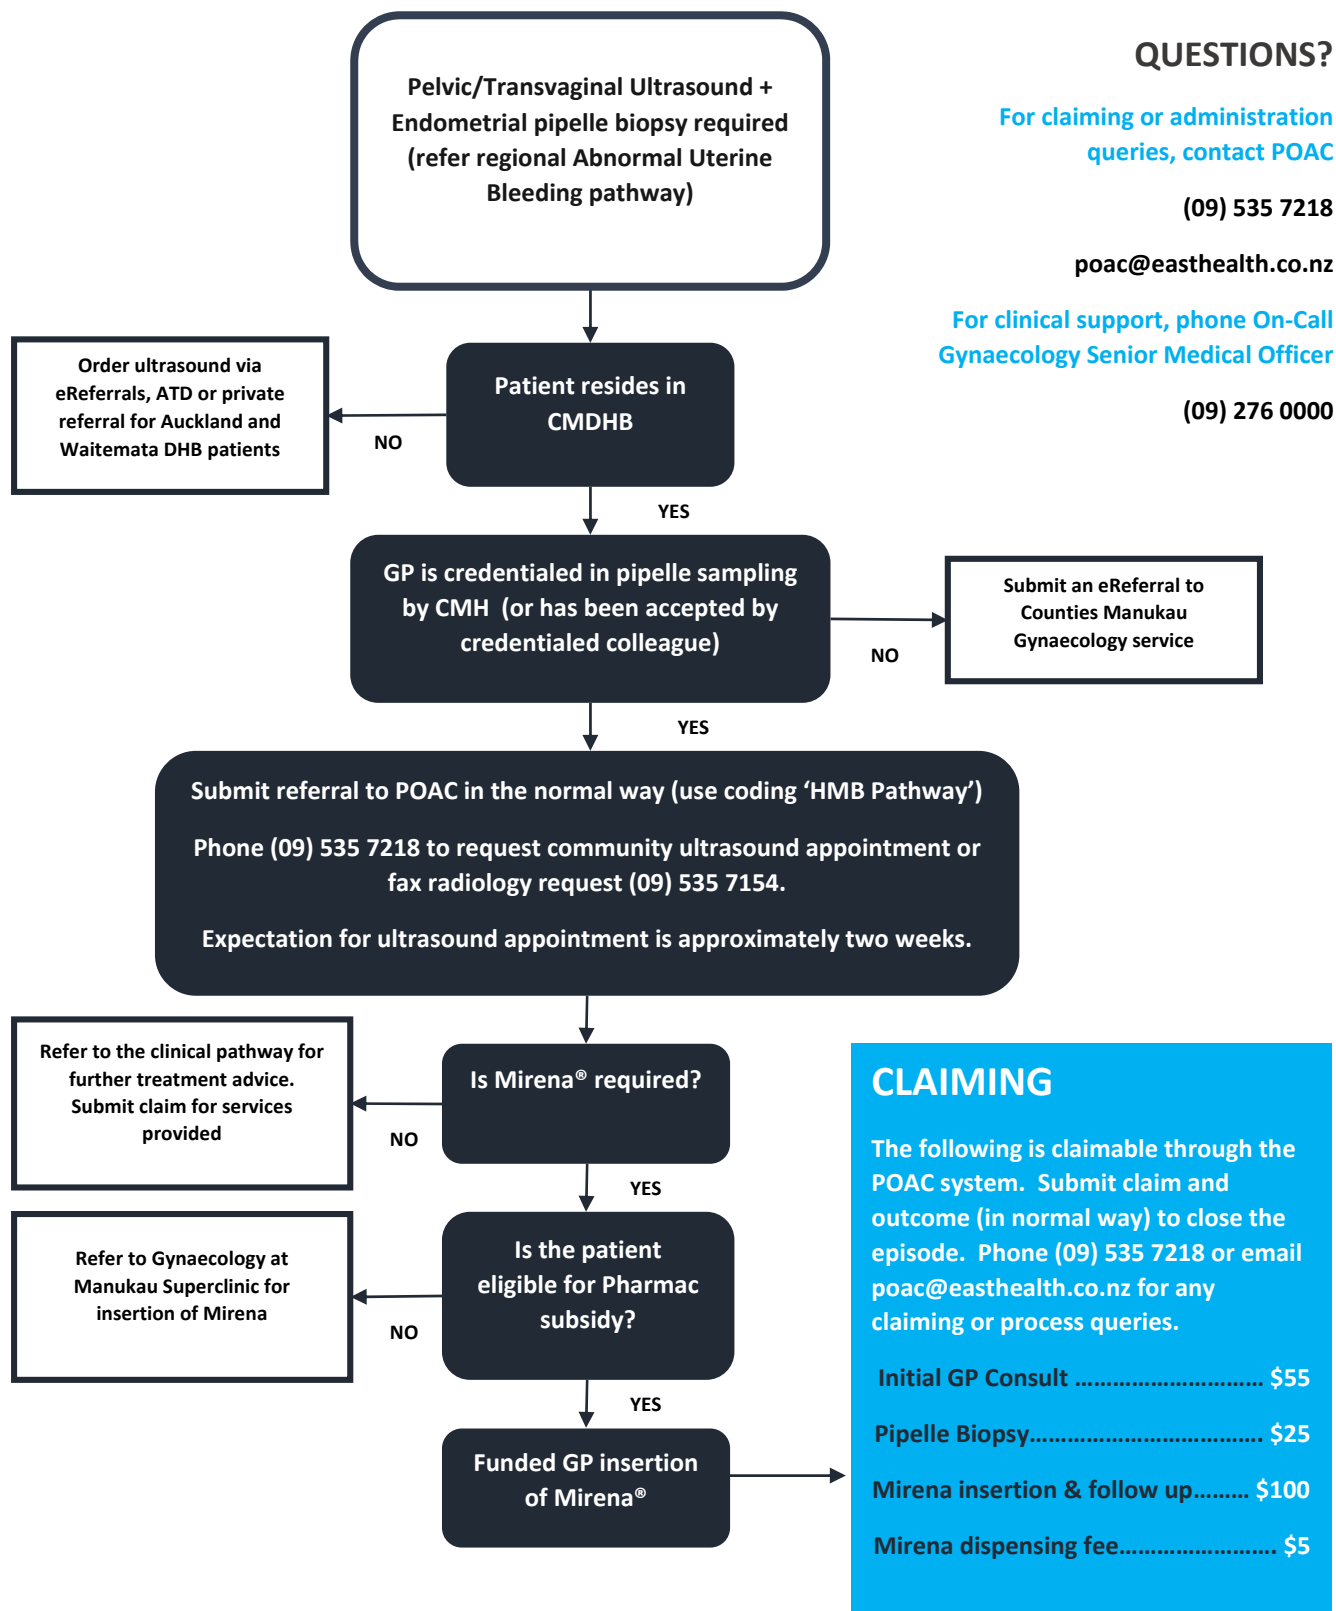 Pelvic/Transvaginal Ultrasound +
Endometrial pipelle biopsy required
(refer regional Abnormal Uterine
Bleeding pathway)
QUESTIONS?
For claiming or administration
queries, contact POAC
(09) 535 7218
poac@easthealth.co.nz
For clinical support, phone On-Call
Gynaecology Senior Medical Officer
(09) 276 0000
Patient resides in
CMDHB
NO
Order ultrasound via
eReferrals, ATD or private
referral for Auckland and
Waitemata DHB patients
YES
GP is credentialed in pipelle sampling
by CMH  (or has been accepted by
credentialed colleague)
NO
Submit an eReferral to
Counties Manukau
Gynaecology service
YES
Submit referral to POAC in the normal way (use coding ‘HMB Pathway’)
Phone (09) 535 7218 to request community ultrasound appointment or
fax radiology request (09) 535 7154.
Expectation for ultrasound appointment is approximately two weeks.
Is Mirena® required?
NO
Refer to the clinical pathway for
further treatment advice.
Submit claim for services
provided
YES
Is the patient
eligible for Pharmac
subsidy?
NO
Refer to Gynaecology at
Manukau Superclinic for
insertion of Mirena
YES
Funded GP insertion
of Mirena®
CLAIMING
The following is claimable through the
POAC system.  Submit claim and
outcome (in normal way) to close the
episode.  Phone (09) 535 7218 or email
poac@easthealth.co.nz for any
claiming or process queries.
Initial GP Consult ………………………… $55
Pipelle Biopsy………………………………. $25
Mirena insertion & follow up……… $100
Mirena dispensing fee……………………. $5